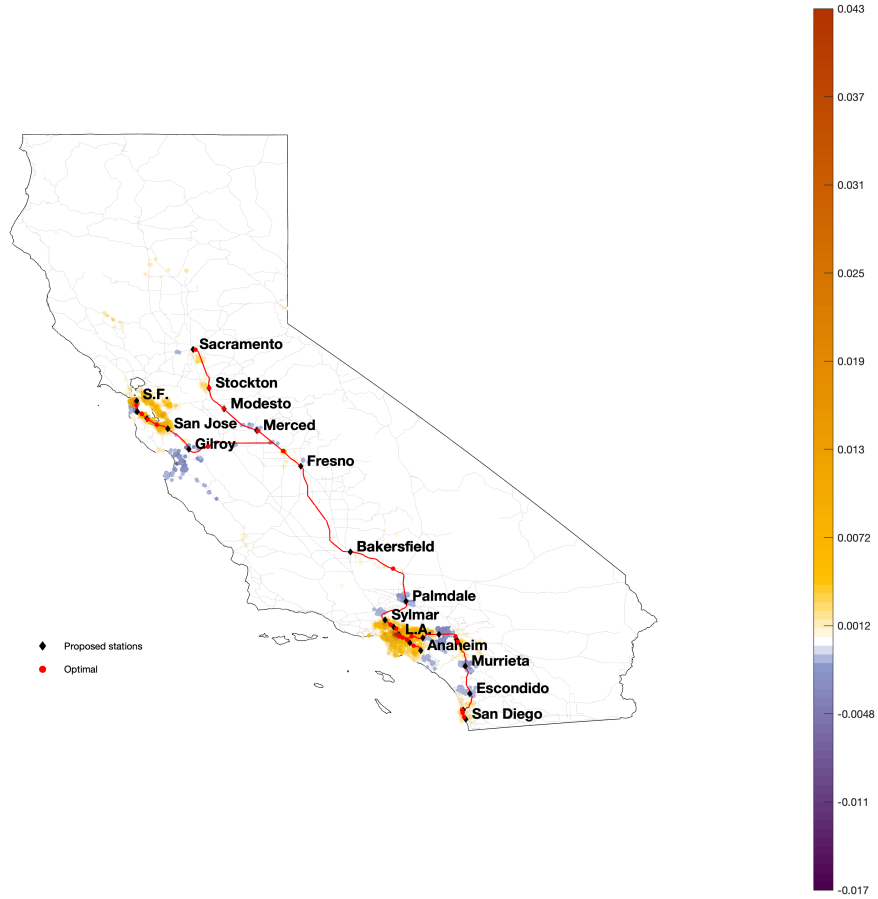 0.043
0.037
0.031
0.025
0.019
0.013
0.0072
0.0012
-0.0048
-0.011
-0.017
Sacramento
Stockton
S.F.
Modesto
San Jose
Merced
Gilroy
Fresno
Bakersfield
Palmdale
Sylmar
L.A.
Anaheim
Murrieta
Escondido
San Diego
Proposed stations
Optimal